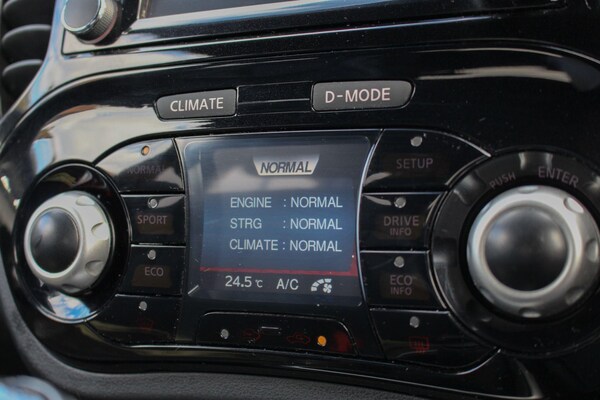 CLIMATE D-MODE
NORMAL SETUP
NORMAL
PUSH ENTER
ENGINE : NORMAL
SPORT STRG : NORMAL DRIVE INFO
CLIMATE : NORMAL
ECO ECO INFO
24.5°C A/C